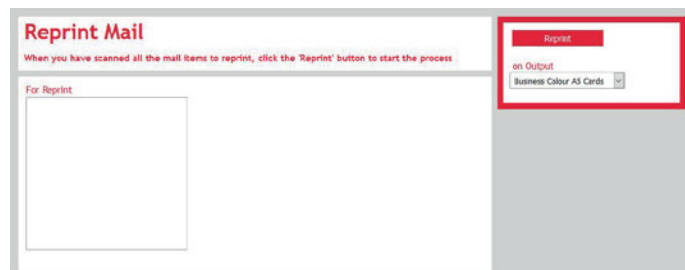 Reprint Mail
When you have scanned all the mail items to reprint, click the 'Reprint' button to start the process
For Reprint
Reprint
on Output
Business Colour A5 Cards